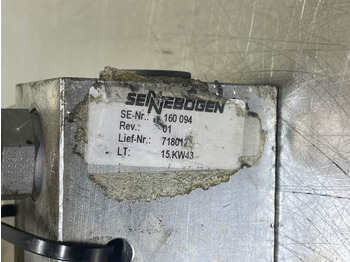 SENNEBOGEN
SE-Nr.: 160 094
Rev.: 01
Lief-Nr.: 718012
LT: 15.KW43